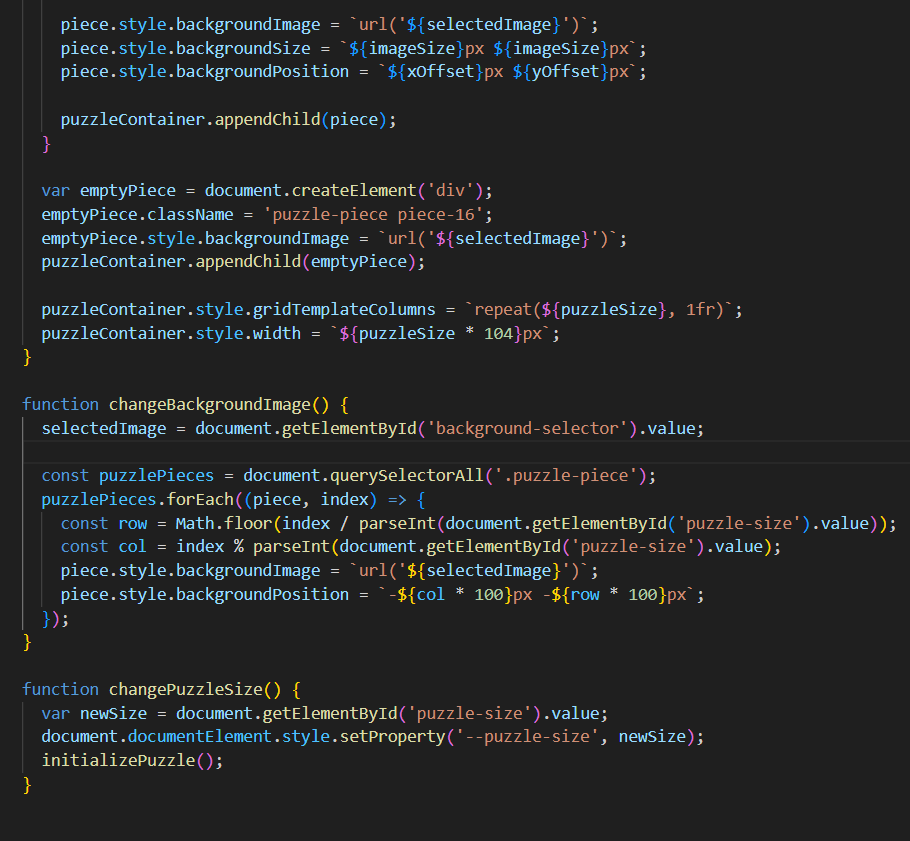 piece.style.backgroundImage = `url('${selectedImage}')`;
piece.style.backgroundSize = `${imageSize}px ${imageSize}px`;
piece.style.backgroundPosition = `${xOffset}px ${yOffset}px`;
puzzleContainer.appendChild(piece);
}
var emptyPiece = document.createElement('div');
emptyPiece.className = 'puzzle-piece piece-16';
emptyPiece.style.backgroundImage = `url('${selectedImage}')`;
puzzleContainer.appendChild(emptyPiece);
puzzleContainer.style.gridTemplateColumns = `repeat(${puzzleSize}, 1fr)`;
puzzleContainer.style.width = `${puzzleSize * 104}px`;
}
function changeBackgroundImage() {
selectedImage = document.getElementById('background-selector').value;
const puzzlePieces = document.querySelectorAll('.puzzle-piece');
puzzlePieces.forEach((piece, index) => {
const row = Math.floor(index / parseInt(document.getElementById('puzzle-size').value));
const col = index % parseInt(document.getElementById('puzzle-size').value);
piece.style.backgroundImage = `url('${selectedImage}')`;
piece.style.backgroundPosition = `-${col * 100}px -${row * 100}px`;
});
}
function changePuzzleSize() {
var newSize = document.getElementById('puzzle-size').value;
document.documentElement.style.setProperty('--puzzle-size', newSize);
initializePuzzle();
}